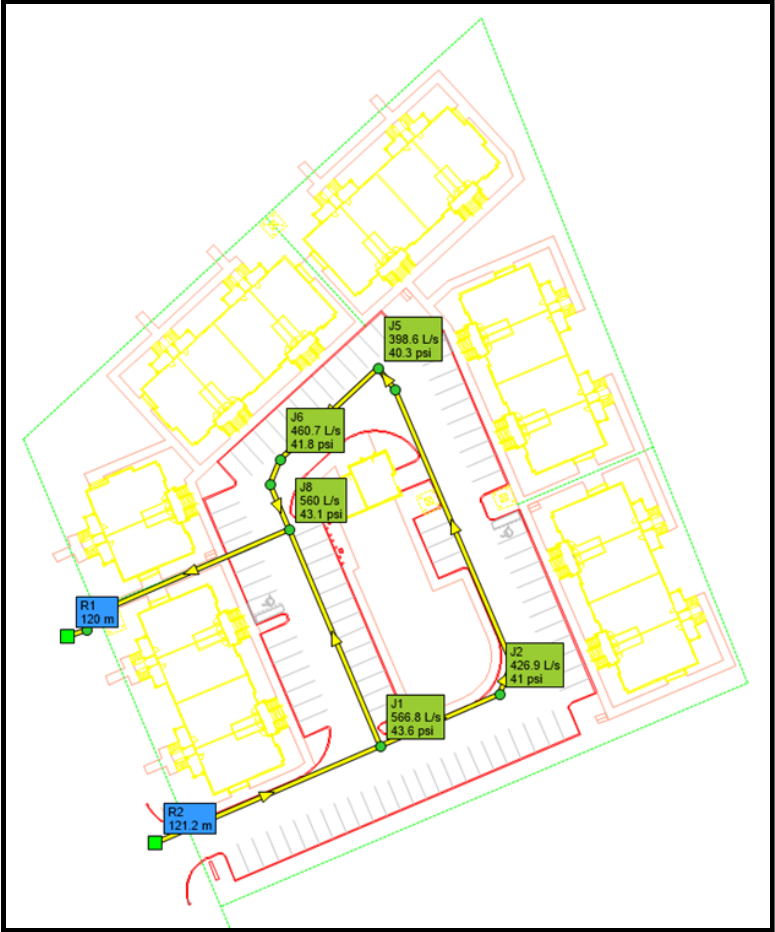 J5
398.6 L/s
40.3 psi
J6
460.7 L/s
41.8 psi
J8
560 L/s
43.1 psi
R1
120 m
J2
426.9 L/s
41 psi
J1
566.8 L/s
43.6 psi
R2
121.2 m